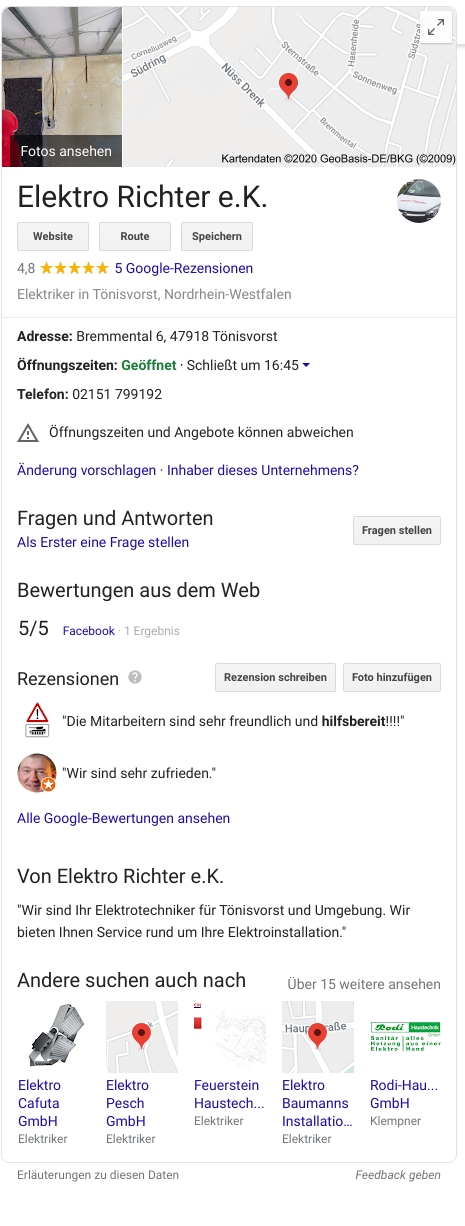 Corneliusweg
Südring
Nüss Drenk
Sternstraße
Hasenheide
Sonnenweg
Südstraß
Bremmental
Fotos ansehen
Kartendaten ©2020 GeoBasis-DE/BKG (©2009)
Elektro Richter e.K.
Website Route Speichern
4,8 5 Google-Rezensionen
Elektriker in Tönisvorst, Nordrhein-Westfalen
Adresse: Bremmental 6, 47918 Tönisvorst
Öffnungszeiten: Geöffnet · Schließt um 16:45
Telefon: 02151 799192
Öffnungszeiten und Angebote können abweichen
Änderung vorschlagen · Inhaber dieses Unternehmens?
Fragen und Antworten
Fragen stellen
Als Erster eine Frage stellen
Bewertungen aus dem Web
5/5 Facebook · 1 Ergebnis
Rezensionen ? Rezension schreiben Foto hinzufügen
"Die Mitarbeitern sind sehr freundlich und hilfsbereit!!!!"
"Wir sind sehr zufrieden."
Alle Google-Bewertungen ansehen
Von Elektro Richter e.K.
"Wir sind Ihr Elektrotechniker für Tönisvorst und Umgebung. Wir
bieten Ihnen Service rund um Ihre Elektroinstallation."
Andere suchen auch nach Über 15 weitere ansehen
Haup straße
Rodi Haustechnik
GmbH
Sanitär alles
Heizung aus einer
Elektro Hand
Elektro
Cafuta
GmbH
Elektriker
Elektro
Pesch
GmbH
Elektriker
Feuerstein
Haustech...
Elektriker
Elektro
Baumanns
Installatio...
Elektriker
Rodi-Hau...
GmbH
Klempner
Erläuterungen zu diesen Daten Feedback geben